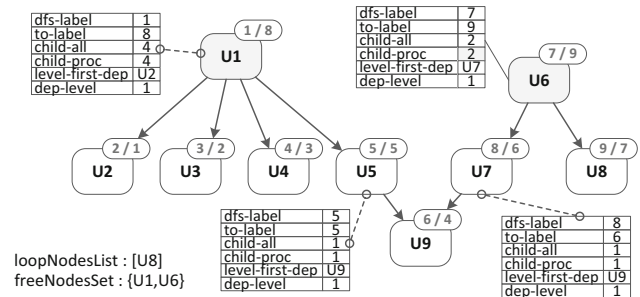 dfs-label 1
to-label 8
child-all 4
child-proc 4
level-first-dep U2
dep-level 1
1 / 8
U1
dfs-label 7
to-label 9
child-all 2
child-proc 2
level-first-dep U7
dep-level 1
7 / 9
U6
2 / 1
U2
3 / 2
U3
4 / 3
U4
5 / 5
U5
8 / 6
U7
9 / 7
U8
6 / 4
U9
dfs-label 5
to-label 5
child-all 1
child-proc 1
level-first-dep U9
dep-level 1
dfs-label 8
to-label 6
child-all 1
child-proc 1
level-first-dep U9
dep-level 1
loopNodesList : [U8]
freeNodesSet : {U1,U6}